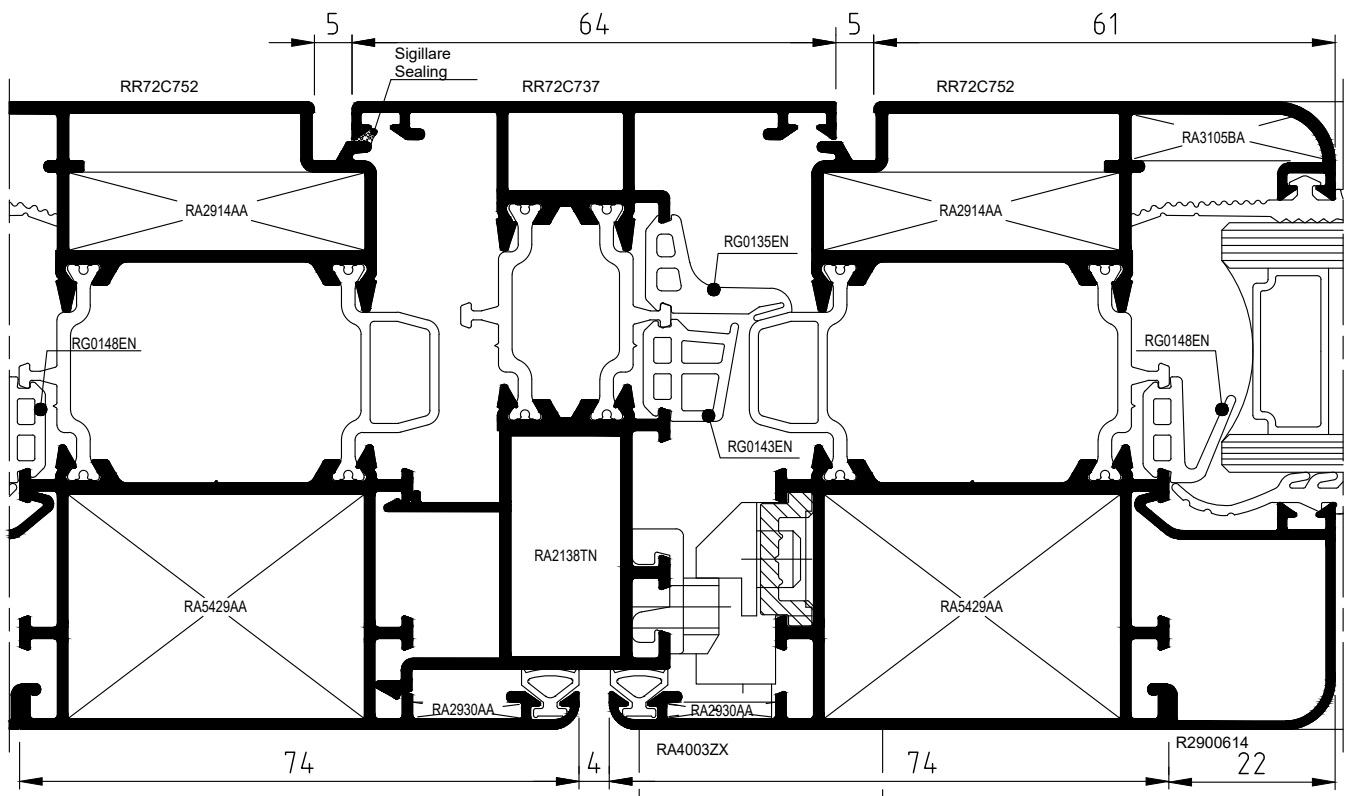 5
64
5
61
Sigillare
Sealing
RR72C752
RR72C737
RR72C752
RA3105BA
RA2914AA
RA2914AA
RG0135EN
RG0148EN
RG0148EN
RG0143EN
RA2138TN
RA5429AA
RA5429AA
RA2930AA
RA2930AA
RA4003ZX
R2900614
74
4
74
22